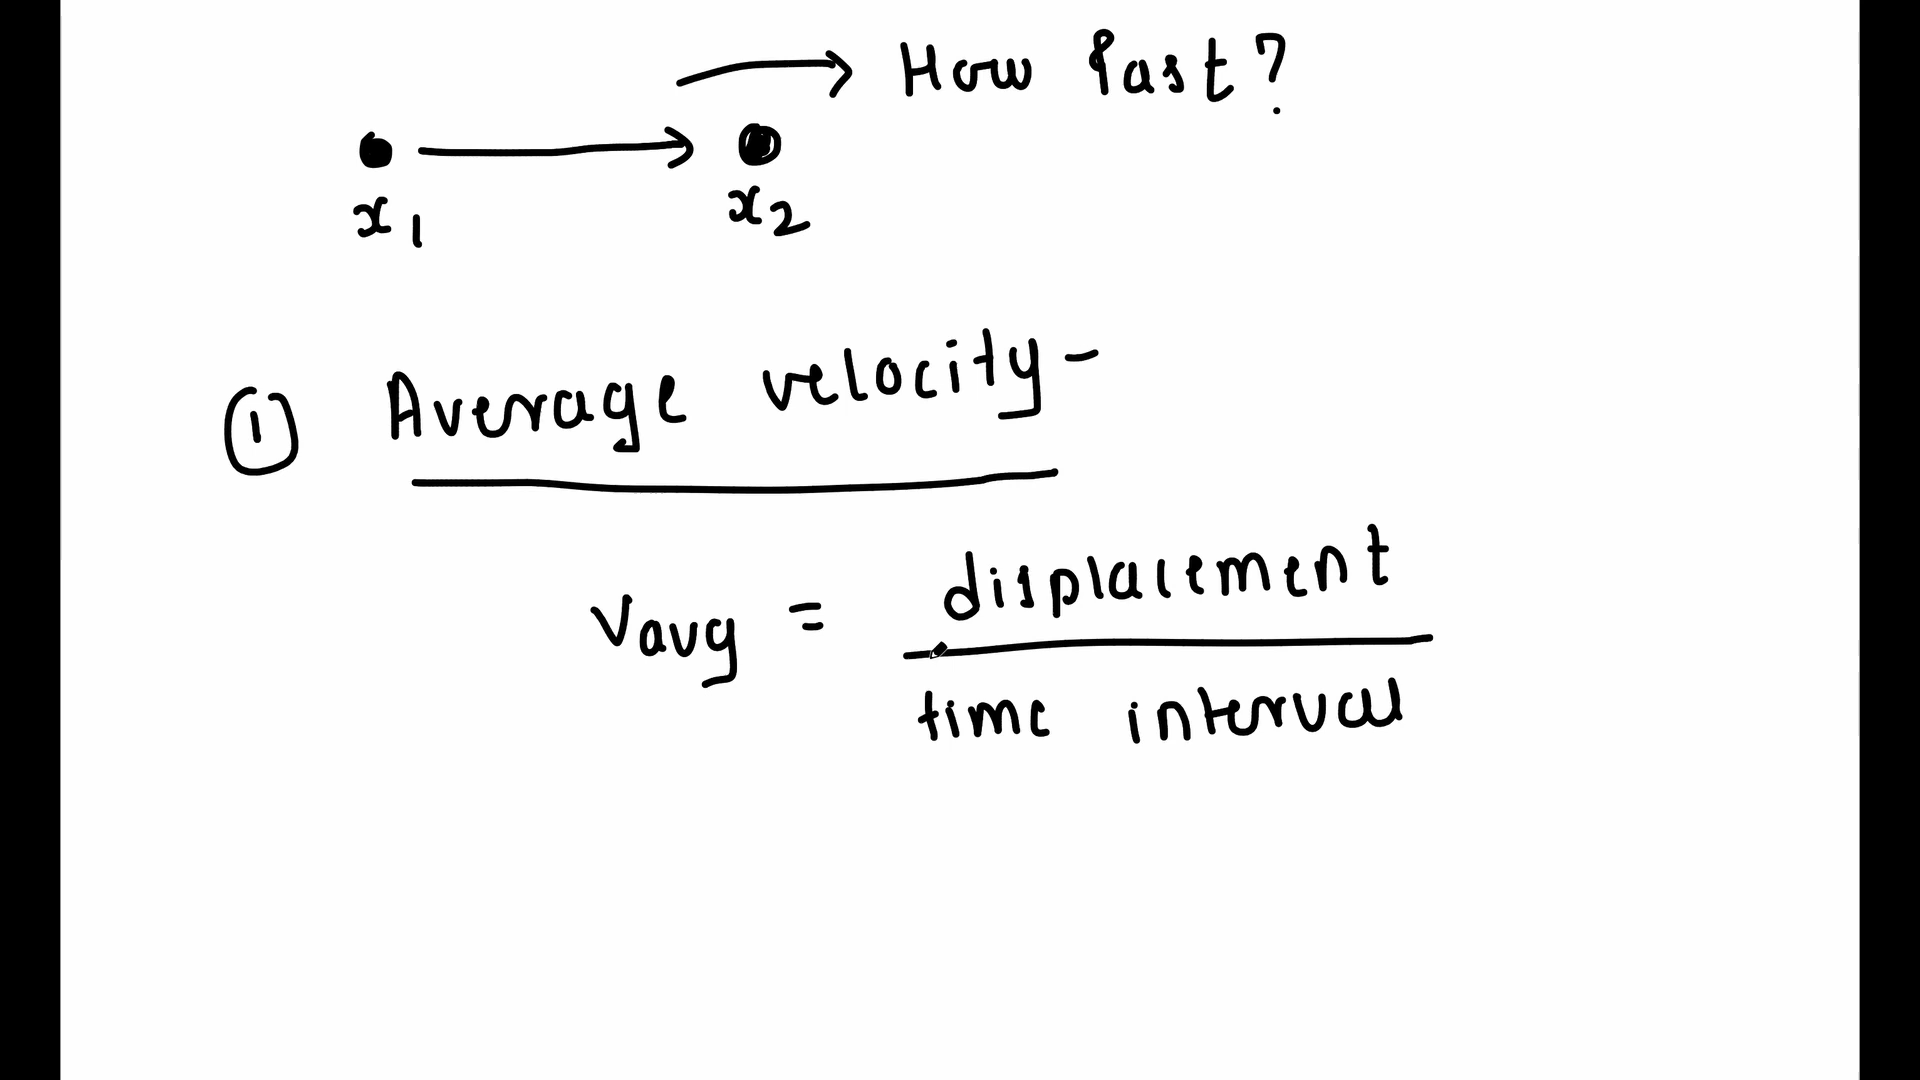 How fast?
x1 x2
① Average velocity-
vavg = displacement
time interval